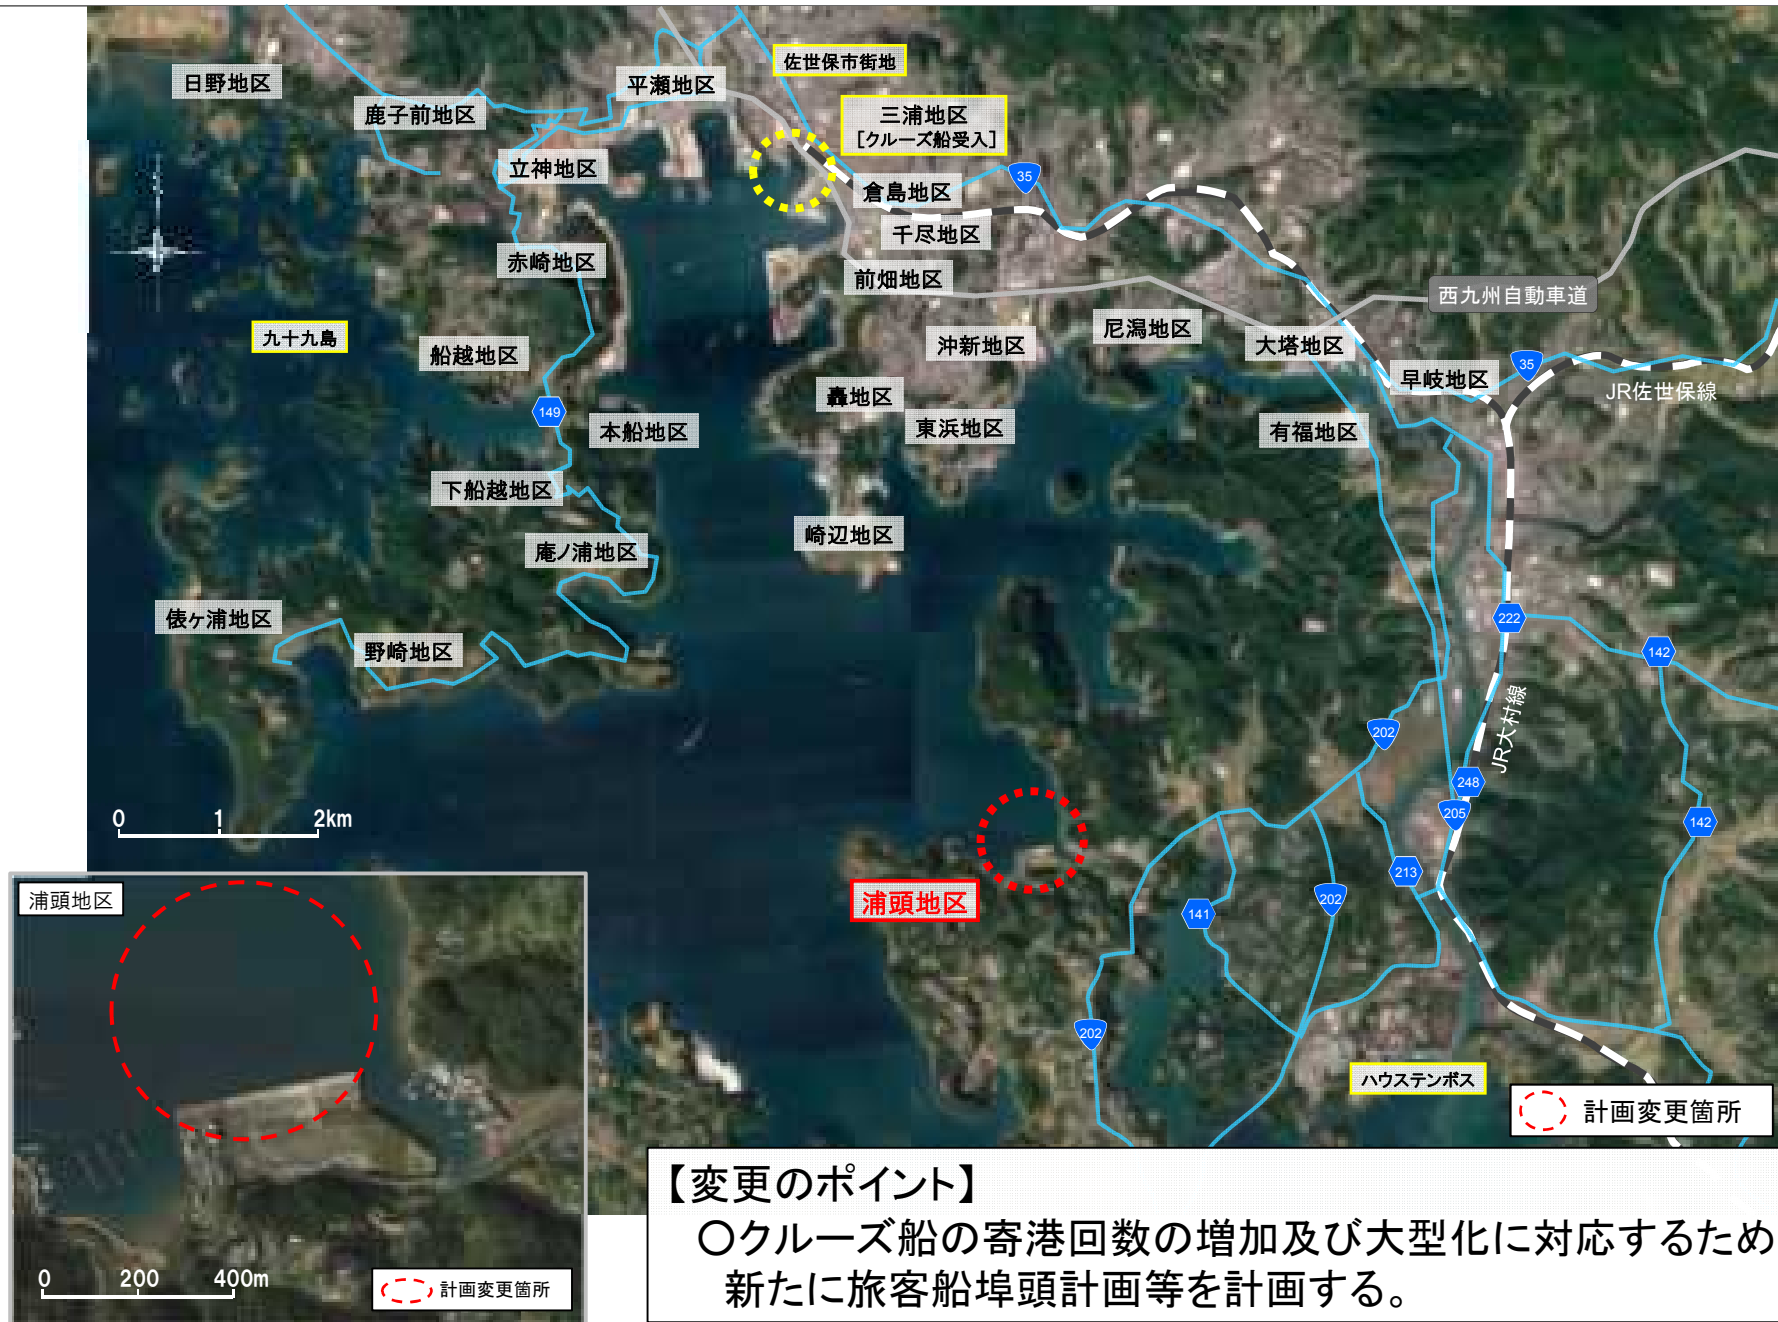 佐世保市街地
日野地区
平瀬地区
鹿子前地区
三浦地区
[クルーズ船受入]
立神地区
35
倉島地区
千尽地区
赤崎地区
前畑地区
西九州自動車道
九十九島
船越地区
沖新地区
尼潟地区
大塔地区
早岐地区
35
JR佐世保線
轟地区
149
本船地区
東浜地区
有福地区
下船越地区
崎辺地区
庵ノ浦地区
俵ヶ浦地区
野崎地区
222
142
JR大村線
202
248
205
142
0 1 2km
213
浦頭地区
202
141
202
ハウステンボス
計画変更箇所
浦頭地区
0 200 400m
計画変更箇所
【変更のポイント】
○クルーズ船の寄港回数の増加及び大型化に対応するため
新たに旅客船埠頭計画等を計画する。